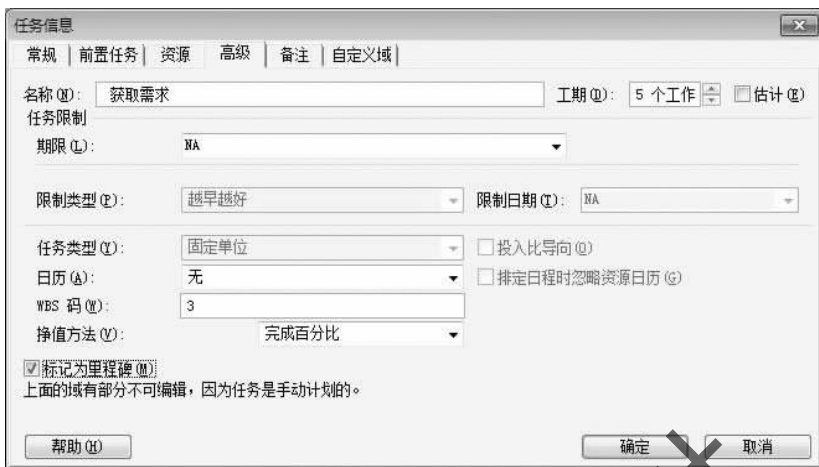 任务信息
常规 前置任务 资源 高级 备注 自定义域
名称(N): 获取需求 工期(D): 5 个工作 估计(E)
任务限制
期限(L): NA
限制类型(P): 越早越好 限制日期(T): NA
任务类型(Y): 固定单位 投入比导向(O)
日历(A): 无 排定日程时忽略资源日历(G)
WBS 码(W): 3
挣值方法(V): 完成百分比
标记为里程碑(M)
上面的域有部分不可编辑，因为任务是手动计划的。
帮助(H) 确定 取消